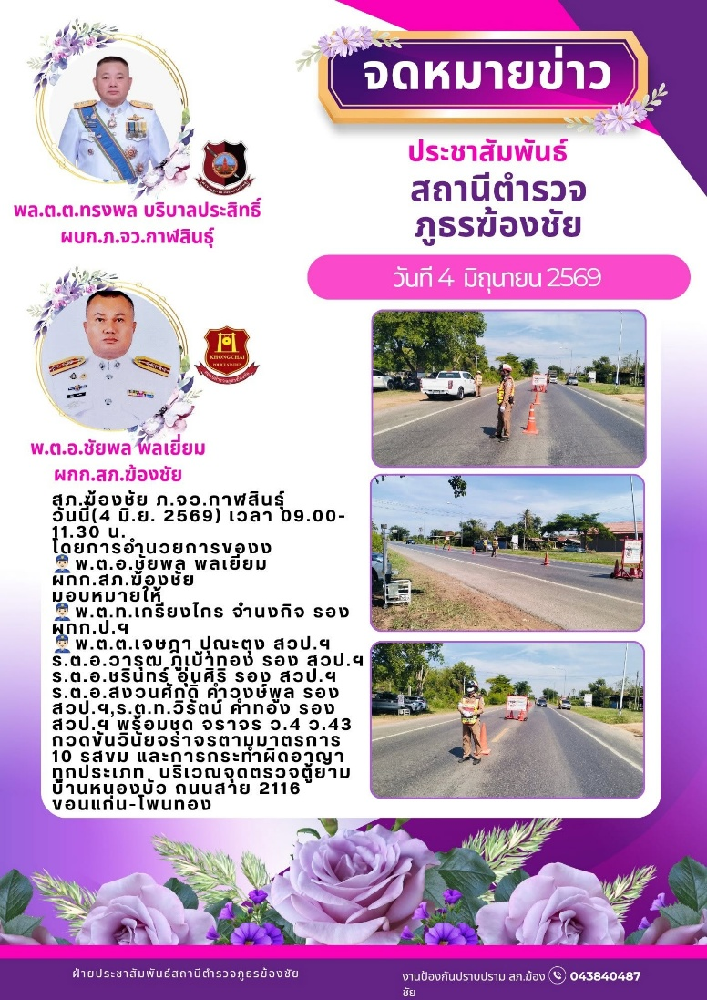 จดหมายข่าว
ประชาสัมพันธ์
สถานีตำรวจ
ภูธรฆ้องชัย
วันที่ 4 มิถุนายน 2569
พล.ต.ต.ทรงพล บริบาลประสิทธิ์
ผบก.ภ.จว.กาฬสินธุ์
KHONGCHAI
POLICE STATION
พ.ต.อ.ชัยพล พลเยี่ยม
ผกก.สภ.ฆ้องชัย
สภ.ฆ้องชัย ภ.จว.กาฬสินธุ์
วันนี้(4 มิ.ย. 2569) เวลา 09.00-
11.30 น.
โดยการอำนวยการของง
พ.ต.อ.ชัยพล พลเยี่ยม
ผกก.สภ.ฆ้องชัย
มอบหมายให้
พ.ต.ท.เกรียงไกร จำนงกิจ รอง
ผกก.ป.ฯ
พ.ต.ต.เจษฎา ปุณะตุง สวป.ฯ
ร.ต.อ.วารุฒ ภูเบ้าทอง รอง สวป.ฯ
ร.ต.อ.ชรินทร์ อุ่นศิริ รอง สวป.ฯ
ร.ต.อ.สงวนศักดิ์ คำวงษ์พูล รอง
สวป.ฯ,ร.ต.ท.วิรัตน์ คำทอง รอง
สวป.ฯ พร้อมชุด จราจร ว.4 ว.43
กวดขันวินัยจราจรตามมาตรการ
10 รสขม และการกระทำผิดอาญา
ทุกประเภท บริเวณจุดตรวจตู้ยาม
บ้านหนองบัว ถนนสาย 2116
ขอนแก่น-โพนทอง
ฝ่ายประชาสัมพันธ์สถานีตำรวจภูธรฆ้องชัย
งานป้องกันปราบปราม สภ.ฆ้อง 043840487
ชัย